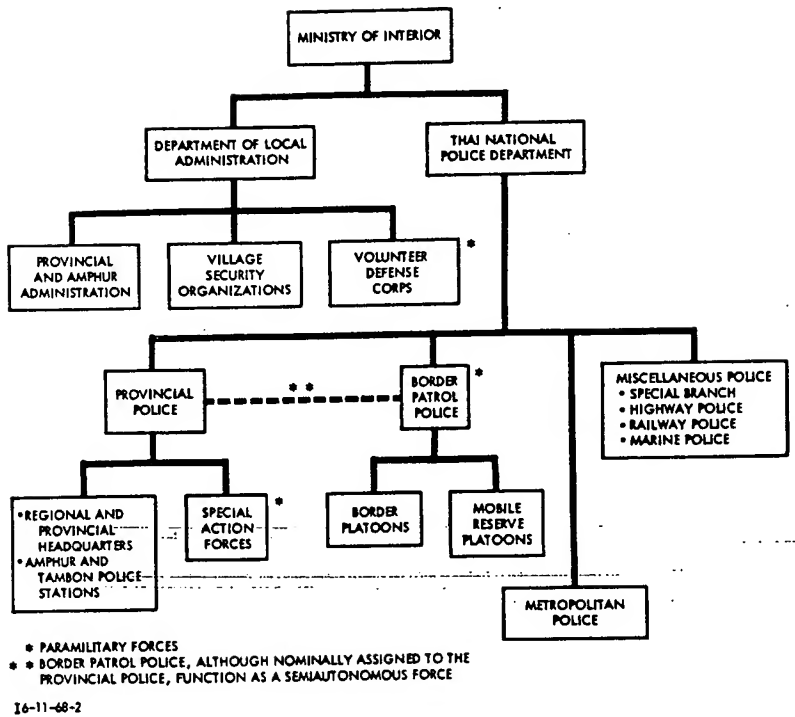 MINISTRY OF INTERIOR
DEPARTMENT OF LOCAL
ADMINISTRATION
THAI NATIONAL
POLICE DEPARTMENT
PROVINCIAL
AND AMPHUR
ADMINISTRATION
VILLAGE
SECURITY
ORGANIZATIONS
VOLUNTEER
DEFENSE
CORPS
*
PROVINCIAL
POLICE
* *
BORDER
PATROL
POLICE
*
MISCELLANEOUS POLICE
• SPECIAL BRANCH
• HIGHWAY POLICE
• RAILWAY POLICE
• MARINE POLICE
• REGIONAL AND
PROVINCIAL
HEADQUARTERS
• AMPHUR AND
TAMBON POLICE
STATIONS
SPECIAL
ACTION
FORCES
*
BORDER
PLATOONS
MOBILE
RESERVE
PLATOONS
METROPOLITAN
POLICE
* PARAMILITARY FORCES
* * BORDER PATROL POLICE, ALTHOUGH NOMINALLY ASSIGNED TO THE
PROVINCIAL POLICE, FUNCTION AS A SEMIAUTONOMOUS FORCE
I6-11-68-2